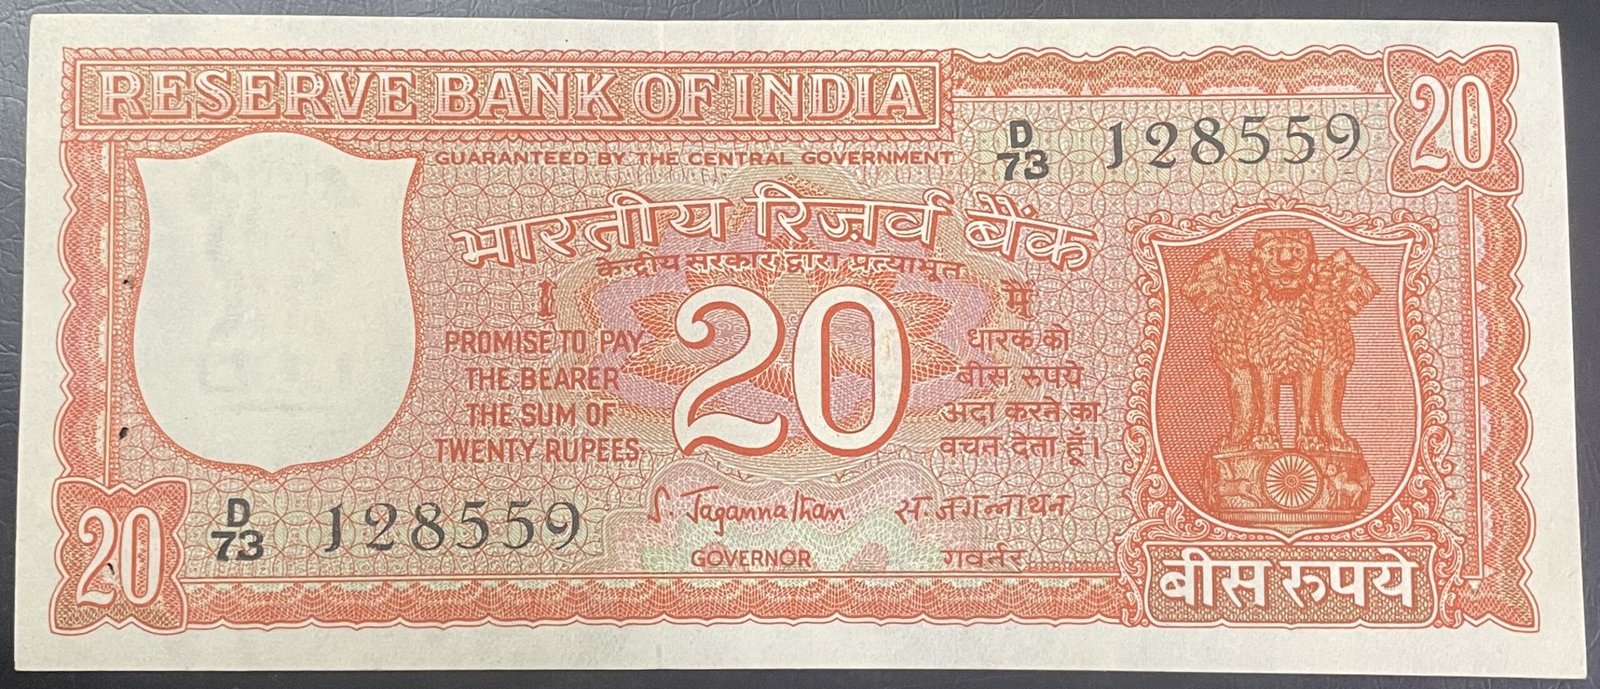 RESERVE BANK OF INDIA
20
GUARANTEED BY THE CENTRAL GOVERNMENT
D
73 J 128559
भारतीय रिज़र्व बैंक
केन्द्रीय सरकार द्वारा प्रत्याभूत
I
PROMISE TO PAY
THE BEARER
THE SUM OF
TWENTY RUPEES
20
मैं
धारक को
बीस रुपये
अदा करने का
वचन देता हूँ।
S. Jagannathan
स. जगन्नाथन
GOVERNOR
गवर्नर
20
D
73 J 128559
बीस रुपये